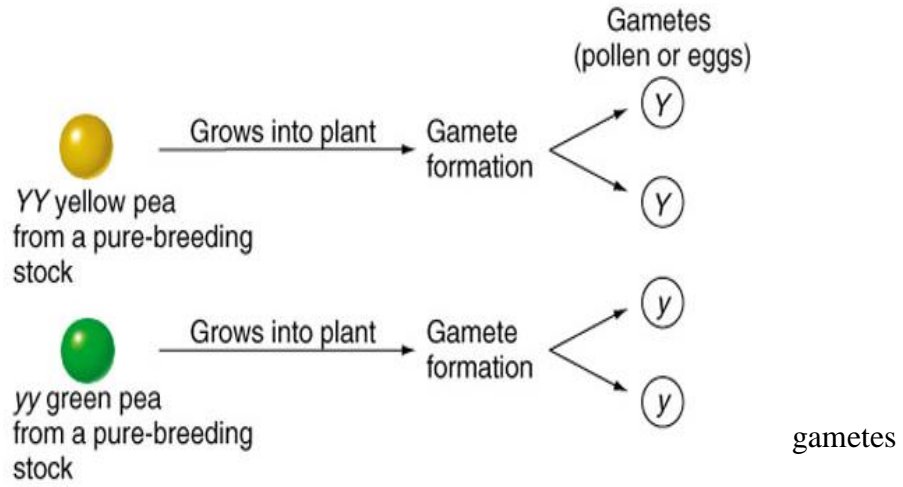 Gametes
(pollen or eggs)
Y
Grows into plant
Gamete
formation
Y
YY yellow pea
from a pure-breeding
stock
y
Grows into plant
Gamete
formation
y
yy green pea
from a pure-breeding
stock
gametes